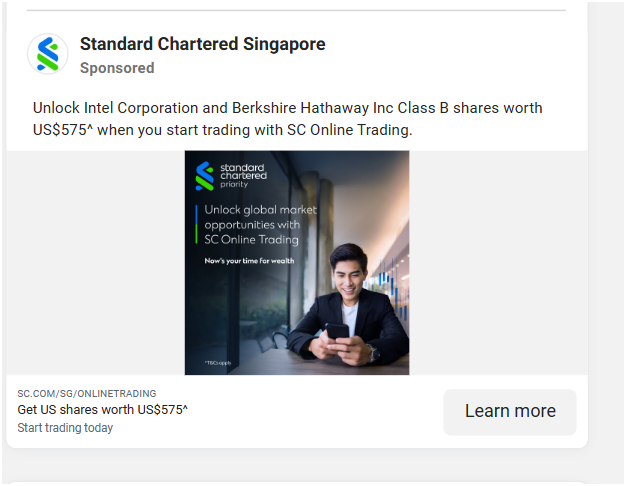 Standard Chartered Singapore
Sponsored
Unlock Intel Corporation and Berkshire Hathaway Inc Class B shares worth
US$575^ when you start trading with SC Online Trading.
standard
chartered
priority
Unlock global market
opportunities with
SC Online Trading
Now's your time for wealth
^T&Cs apply
SC.COM/SG/ONLINETRADING
Get US shares worth US$575^
Start trading today
Learn more